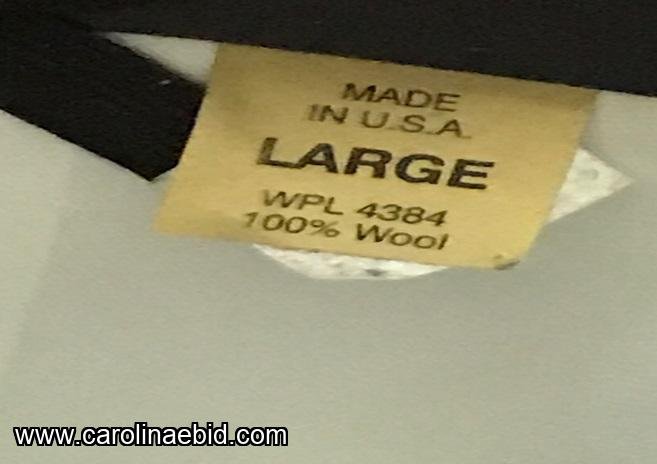 MADE
IN U.S.A.
LARGE
WPL 4384
100% Wool
www.carolinaebid.com